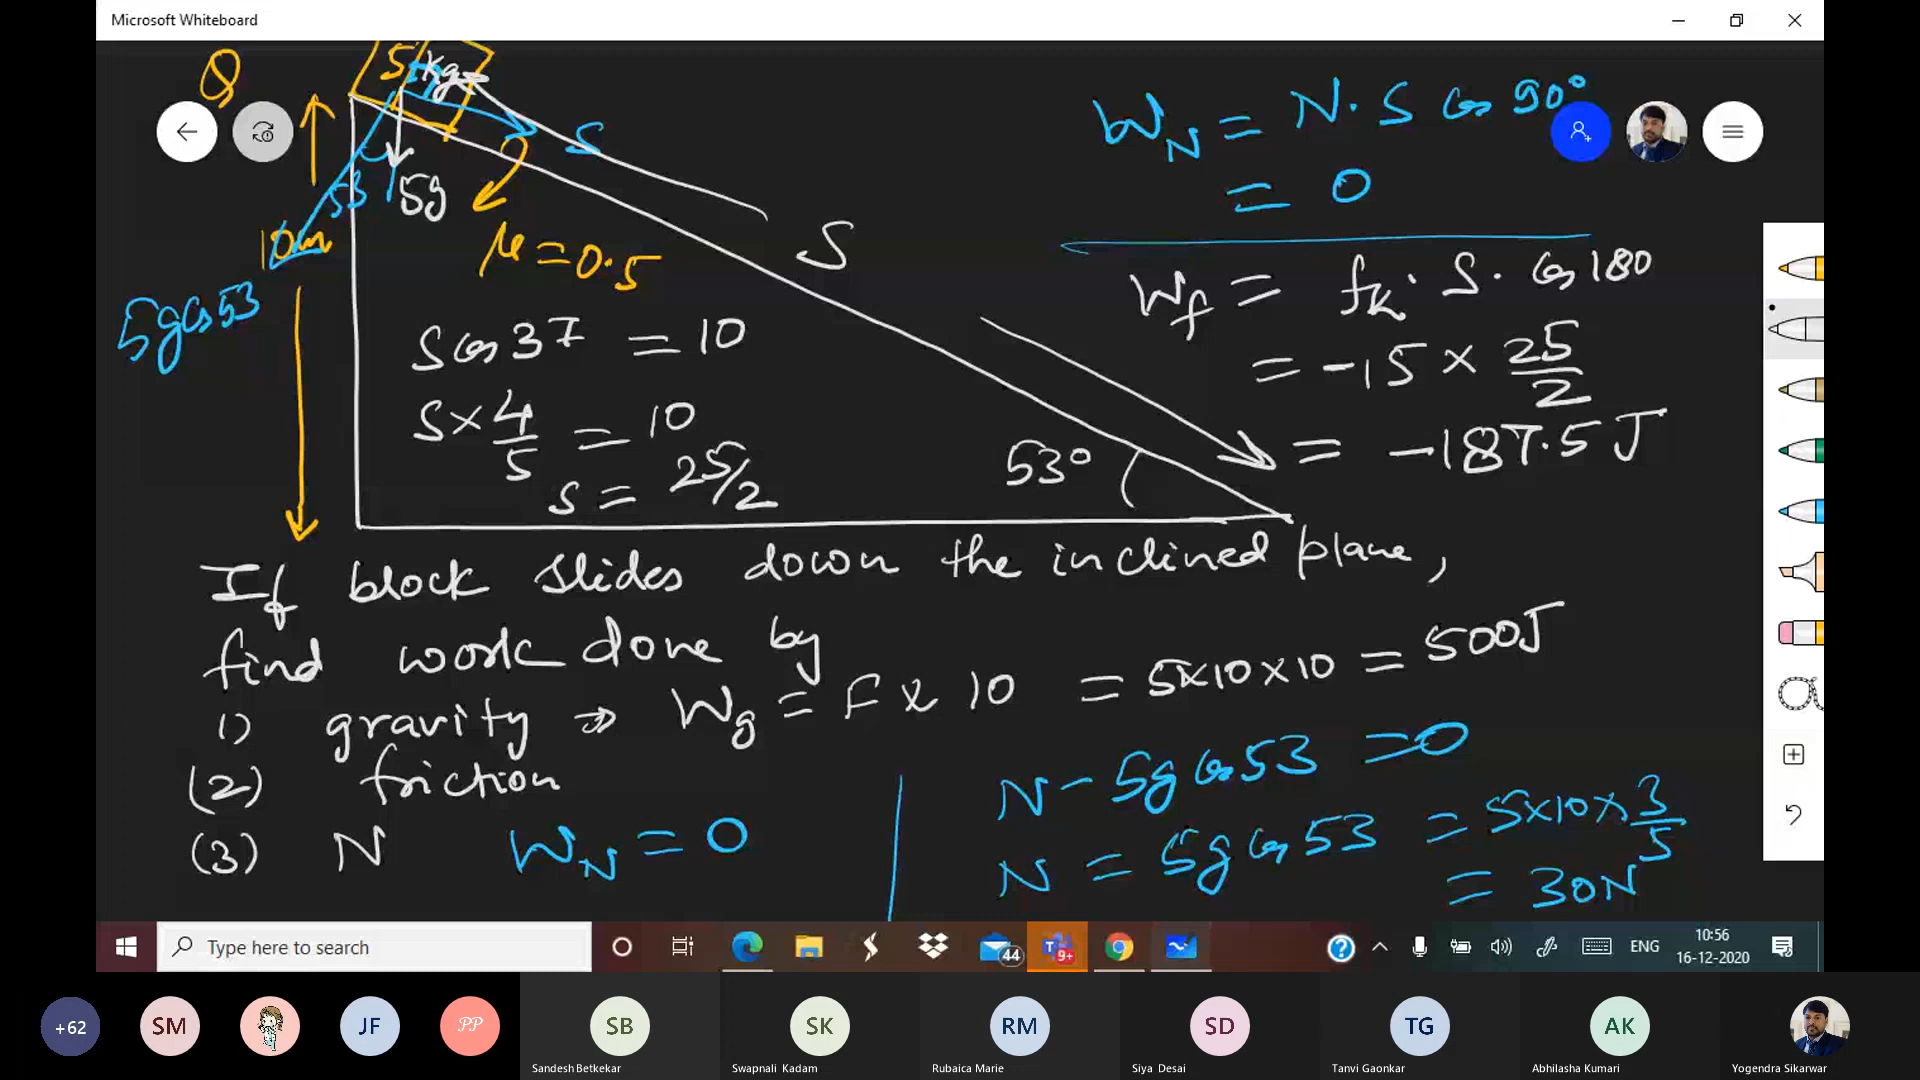 Microsoft Whiteboard
Q
5 kg
S
53
5g
10m
5g cos 53
μ = 0.5
S
S cos 37 = 10
S × 4/5 = 10
S = 25/2
53°
W_N = N · S cos 90°
= 0
W_f = f_k · S · cos 180
= -15 × 25/2
= -187.5 J
If block slides down the inclined plane,
find work done by
1) gravity ⇒ W_g = F × 10 = 5×10×10 = 500J
(2) friction
(3) N W_N = 0
N - 5g cos 53 = 0
N = 5g cos 53 = 5×10×3/5
= 30N
Type here to search
44
9+
ENG
10:56
16-12-2020
+62
SM
JF
PP
SB
SK
RM
SD
TG
AK
Sandesh Betkekar
Swapnali Kadam
Rubaica Marie
Siya Desai
Tanvi Gaonkar
Abhilasha Kumari
Yogendra Sikarwar